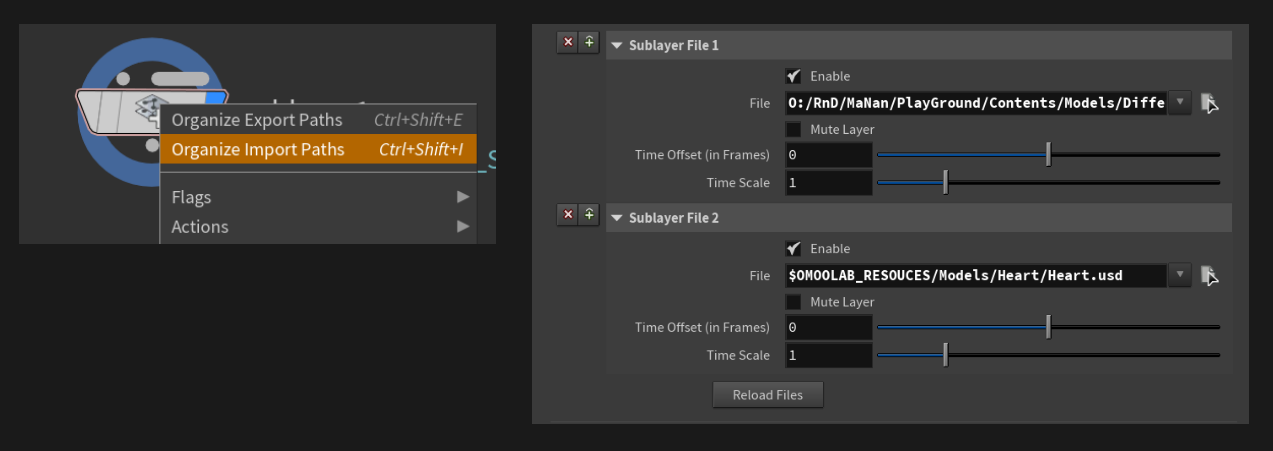 Organize Export Paths Ctrl+Shift+E
Organize Import Paths Ctrl+Shift+I
Flags
Actions
Sublayer File 1
Enable
File O:/RnD/MaNan/PlayGround/Contents/Models/Diffe
Mute Layer
Time Offset (in Frames) 0
Time Scale 1
Sublayer File 2
Enable
File $OMOOLAB_RESOUCES/Models/Heart/Heart.usd
Mute Layer
Time Offset (in Frames) 0
Time Scale 1
Reload Files